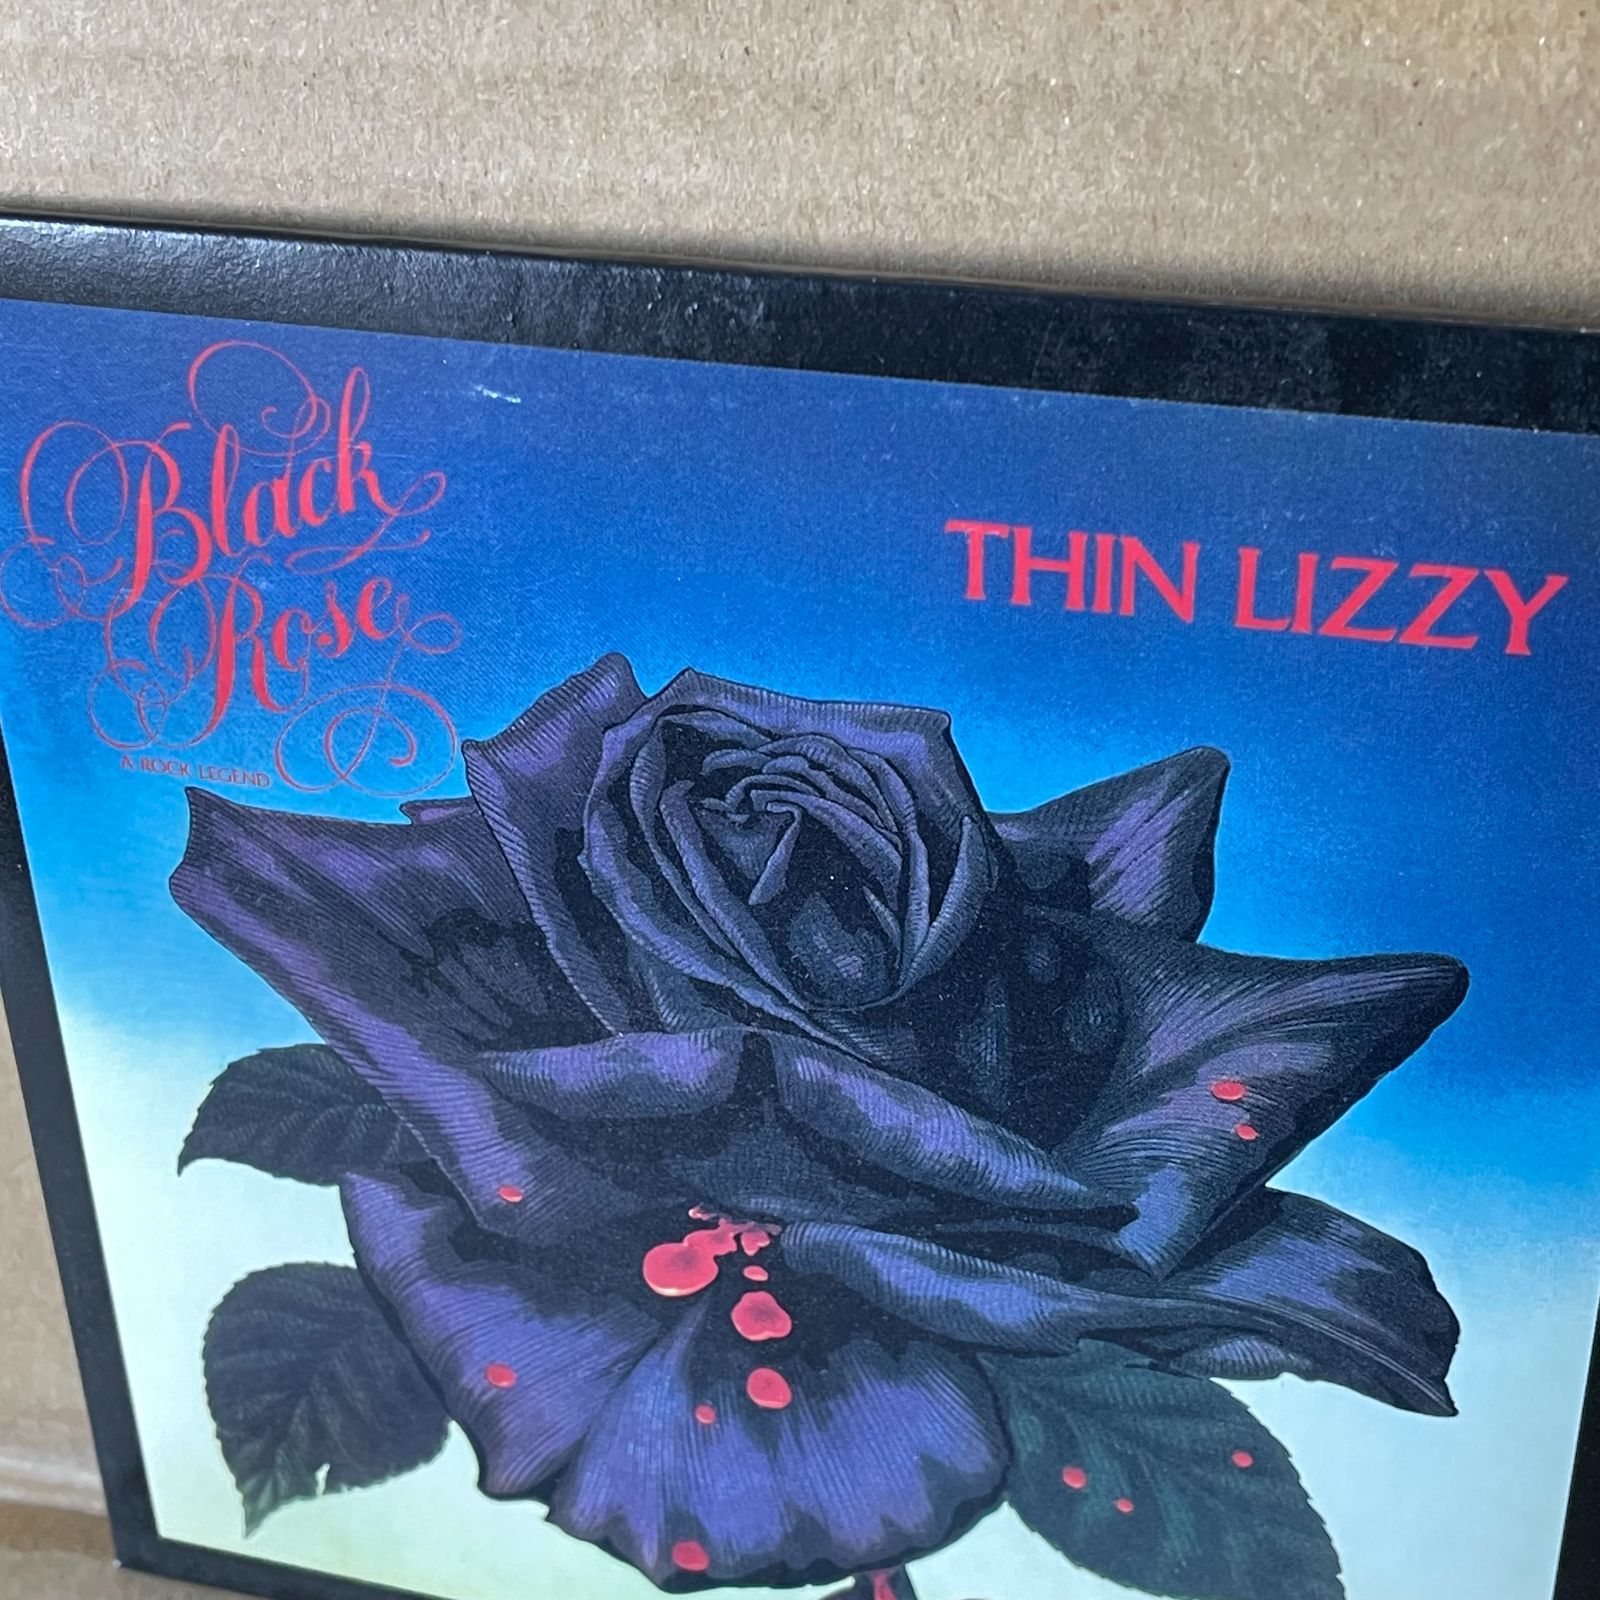 Black
Rose
A ROCK LEGEND
THIN LIZZY